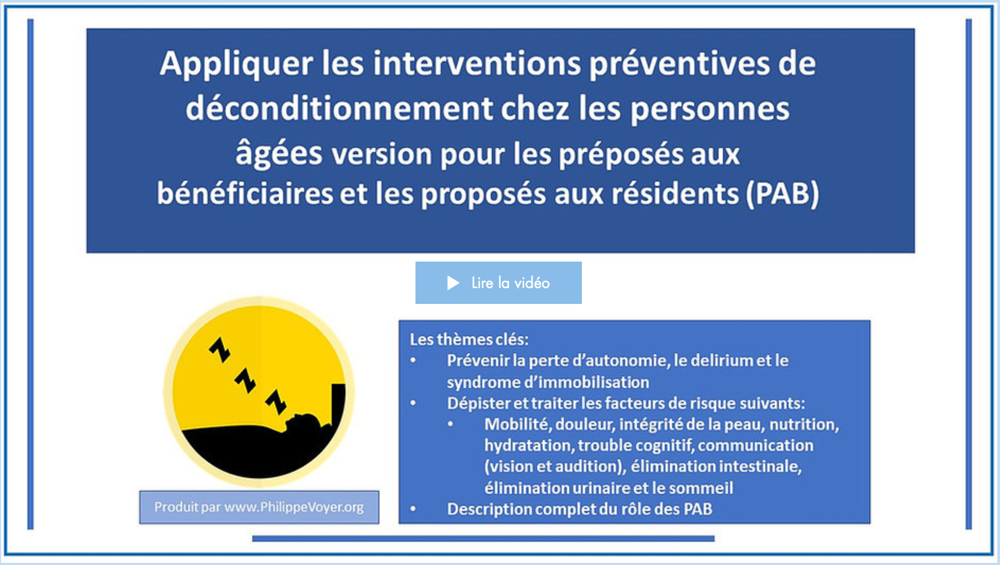 Appliquer les interventions préventives de
déconditionnement chez les personnes
âgées version pour les préposés aux
bénéficiaires et les proposés aux résidents (PAB)
Lire la vidéo
Z
Z
Z
Produit par www.PhilippeVoyer.org
Les thèmes clés:
• Prévenir la perte d’autonomie, le delirium et le
syndrome d’immobilisation
• Dépister et traiter les facteurs de risque suivants:
• Mobilité, douleur, intégrité de la peau, nutrition,
hydratation, trouble cognitif, communication
(vision et audition), élimination intestinale,
élimination urinaire et le sommeil
• Description complet du rôle des PAB